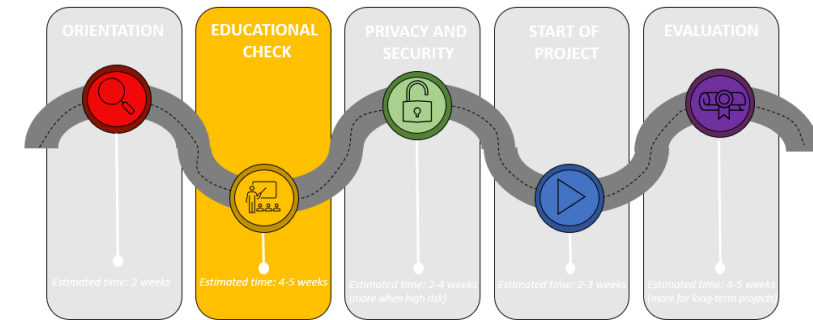 ORIENTATION
EDUCATIONAL
CHECK
PRIVACY AND
SECURITY
START OF
PROJECT
EVALUATION
Estimated time: 2 weeks
Estimated time: 4-5 weeks
Estimated time: 2-4 weeks
(more when high risk)
Estimated time: 2-3 weeks
Estimated time: 4-5 weeks
(more for long-term projects)